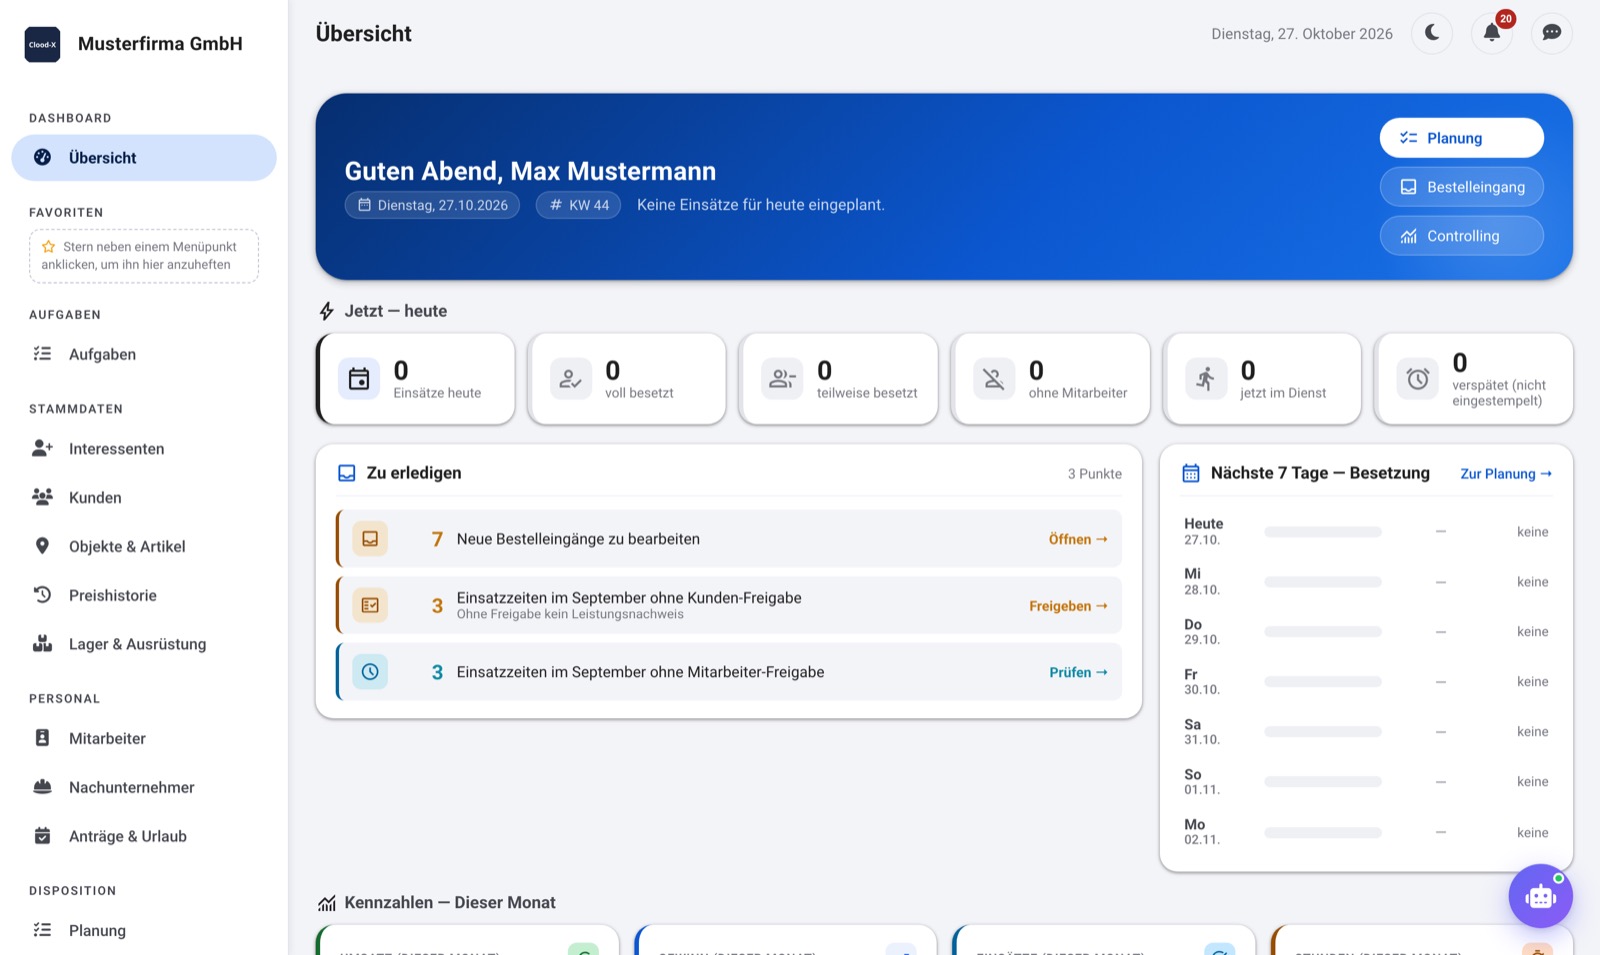 Clood-X
Musterfirma GmbH
DASHBOARD
Übersicht
FAVORITEN
Stern neben einem Menüpunkt
anklicken, um ihn hier anzuheften
AUFGABEN
Aufgaben
STAMMDATEN
Interessenten
Kunden
Objekte & Artikel
Preishistorie
Lager & Ausrüstung
PERSONAL
Mitarbeiter
Nachunternehmer
Anträge & Urlaub
DISPOSITION
Planung
Übersicht
Dienstag, 27. Oktober 2026
20
Guten Abend, Max Mustermann
Dienstag, 27.10.2026
# KW 44
Keine Einsätze für heute eingeplant.
Planung
Bestelleingang
Controlling
Jetzt — heute
0
Einsätze heute
0
voll besetzt
0
teilweise besetzt
0
ohne Mitarbeiter
0
jetzt im Dienst
0
verspätet (nicht
eingestempelt)
Zu erledigen
3 Punkte
7 Neue Bestelleingänge zu bearbeiten Öffnen →
3 Einsatzzeiten im September ohne Kunden-Freigabe Freigeben →
Ohne Freigabe kein Leistungsnachweis
3 Einsatzzeiten im September ohne Mitarbeiter-Freigabe Prüfen →
Nächste 7 Tage — Besetzung
Zur Planung →
Heute
27.10. — keine
Mi
28.10. — keine
Do
29.10. — keine
Fr
30.10. — keine
Sa
31.10. — keine
So
01.11. — keine
Mo
02.11. — keine
Kennzahlen — Dieser Monat